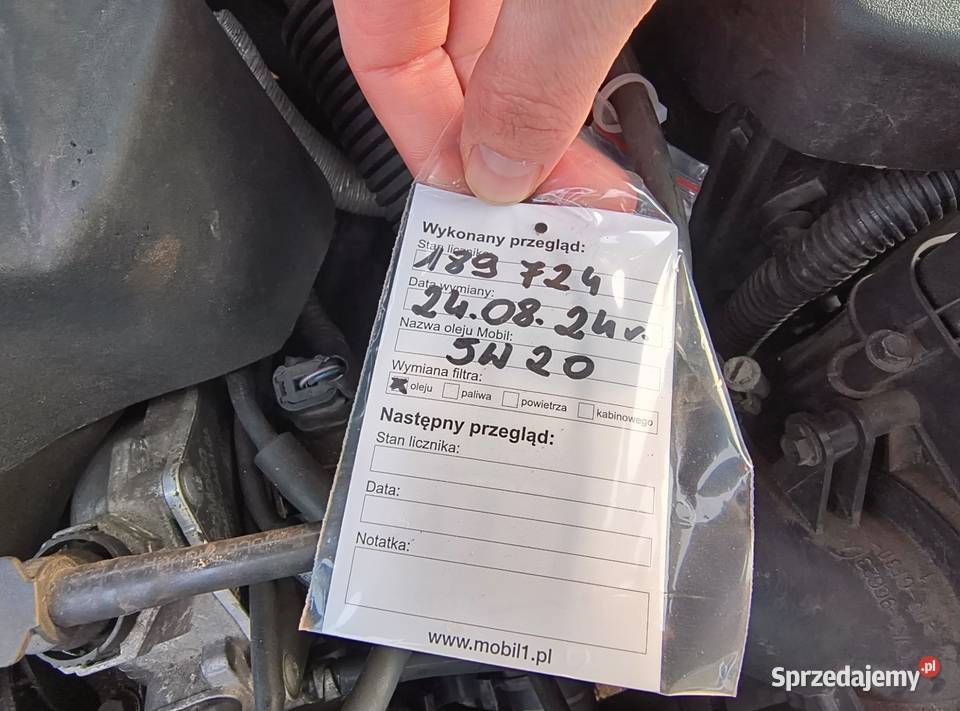 Wykonany przegląd:
Stan licznika:
189 724
Data wymiany:
24.08.24r.
Nazwa oleju Mobil:
5W20
Wymiana filtra:
oleju paliwa powietrza kabinowego
Następny przegląd:
Stan licznika:
Data:
Notatka:
www.mobil1.pl
Sprzedajemy.pl